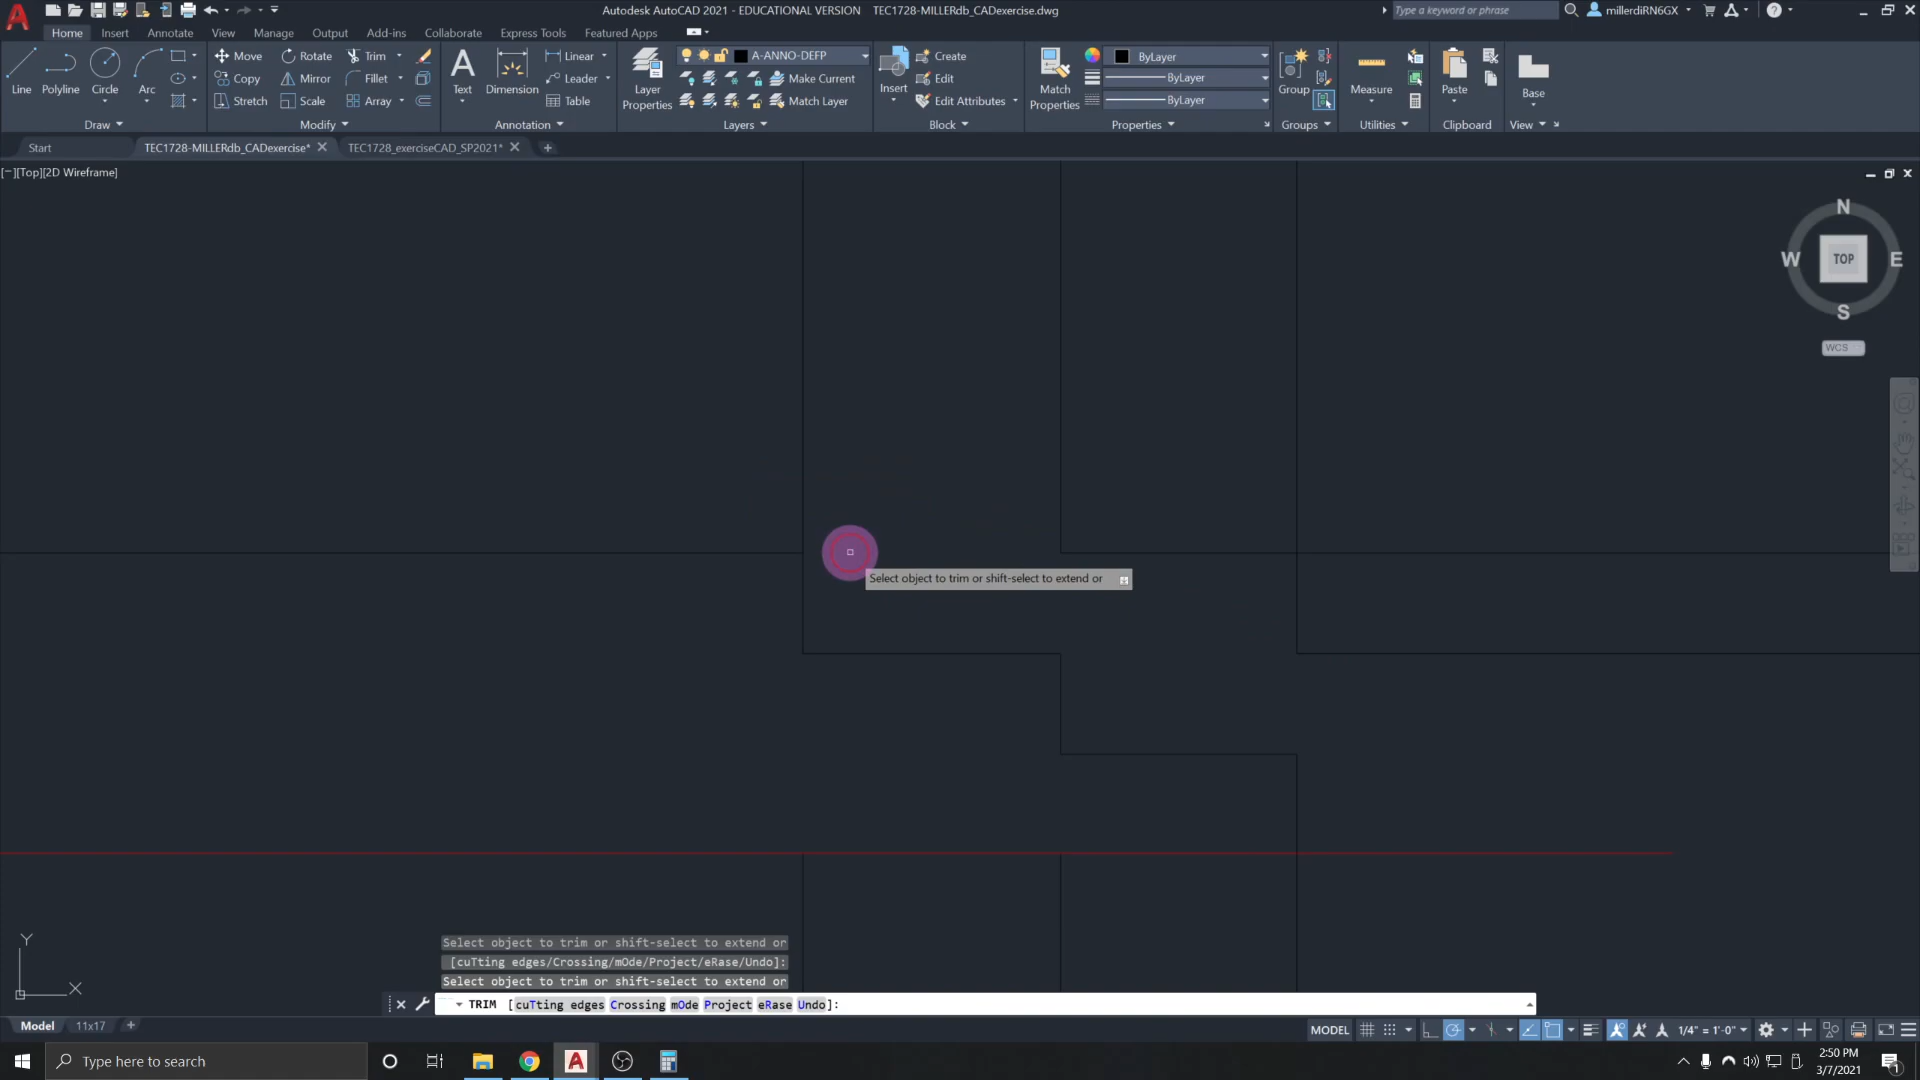 Autodesk AutoCAD 2021 - EDUCATIONAL VERSION TEC1728-MILLERdb_CADexercise.dwg
Type a keyword or phrase
millerdiRN6GX
Home Insert Annotate View Manage Output Add-ins Collaborate Express Tools Featured Apps
Line Polyline Circle Arc
Draw
Move Rotate Trim
Copy Mirror Fillet
Stretch Scale Array
Modify
Text Dimension
Linear
Leader
Table
Annotation
Layer Properties
A-ANNO-DEFP
Make Current
Match Layer
Layers
Insert
Create
Edit
Edit Attributes
Block
Match Properties
ByLayer
ByLayer
ByLayer
Properties
Group
Groups
Measure
Utilities
Paste
Clipboard
Base
View
Start TEC1728-MILLERdb_CADexercise* TEC1728_exerciseCAD_SP2021*
[−][Top][2D Wireframe]
N
W TOP E
S
WCS
Select object to trim or shift-select to extend or
Y
X
Select object to trim or shift-select to extend or
[cuTting edges/Crossing/mOde/Project/eRase/Undo]:
Select object to trim or shift-select to extend or
TRIM [cuTting edges Crossing mOde Project eRase Undo]:
Model 11x17
MODEL 1/4" = 1'-0"
Type here to search
2:50 PM
3/7/2021
1